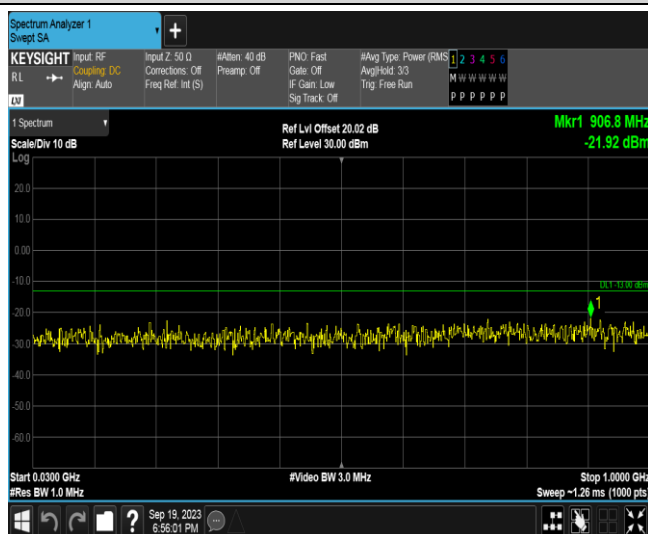 Spectrum Analyzer 1
Swept SA
+
KEYSIGHT
RL
LXI
Input: RF
Coupling: DC
Align: Auto
Input Z: 50 Ω
Corrections: Off
Freq Ref: Int (S)
#Atten: 40 dB
Preamp: Off
PNO: Fast
Gate: Off
IF Gain: Low
Sig Track: Off
#Avg Type: Power (RMS
Avg|Hold: 3/3
Trig: Free Run
1 2 3 4 5 6
M W W W W W
P P P P P P
1 Spectrum
Scale/Div 10 dB
Log
Ref Lvl Offset 20.02 dB
Ref Level 30.00 dBm
Mkr1 906.8 MHz
-21.92 dBm
20.0
10.0
0.00
-10.0
DL1 -13.00 dBm
1
-20.0
-30.0
-40.0
-50.0
-60.0
Start 0.0300 GHz
#Res BW 1.0 MHz
#Video BW 3.0 MHz
Stop 1.0000 GHz
Sweep ~1.26 ms (1000 pts)
?
Sep 19, 2023
6:56:01 PM